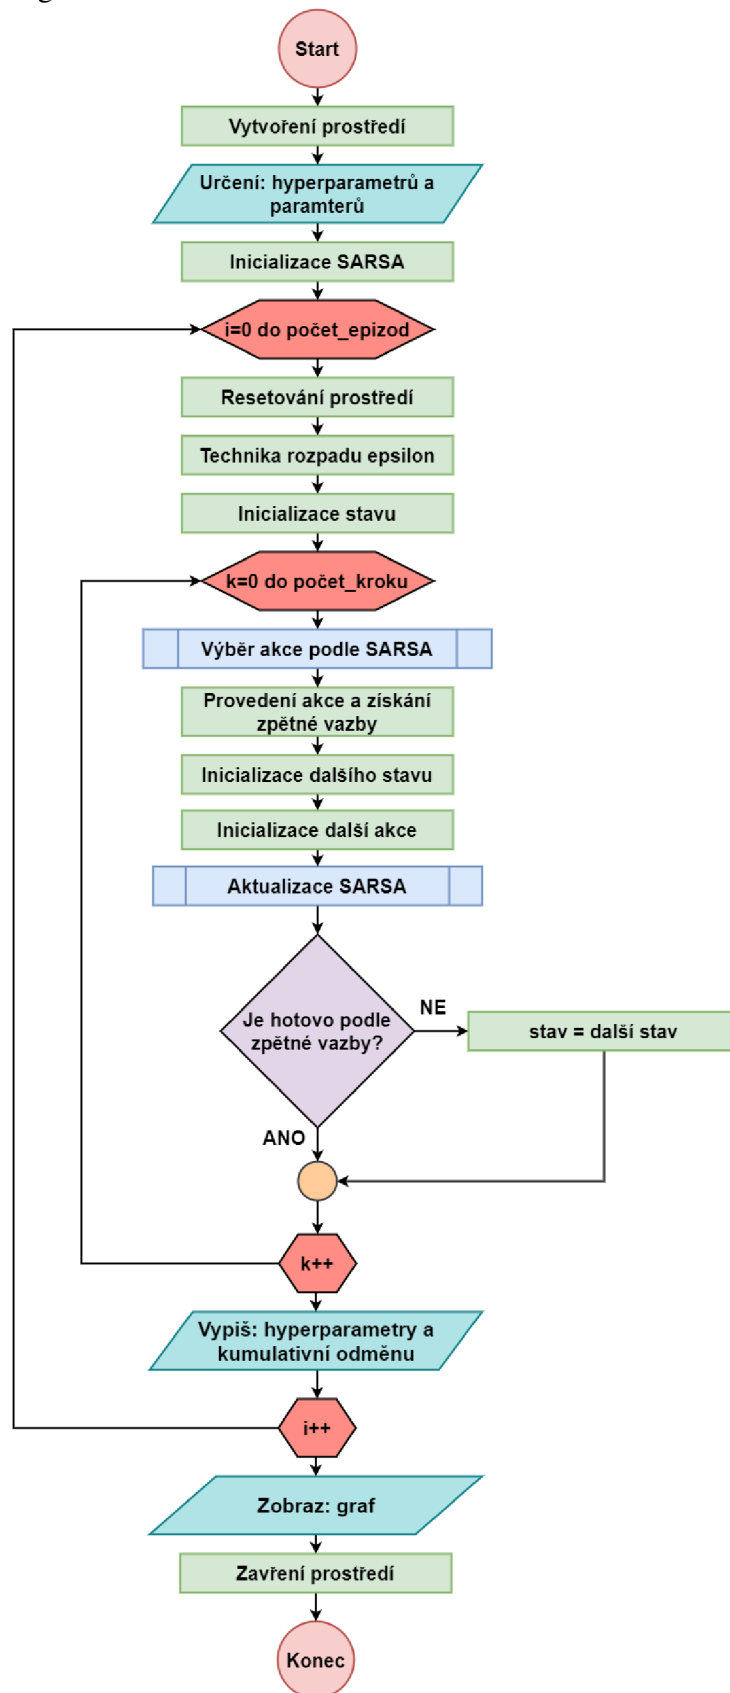 Start
Vytvoření prostředí
Určení: hyperparametrů a
paramterů
Inicializace SARSA
i=0 do počet_epizod
Resetování prostředí
Technika rozpadu epsilon
Inicializace stavu
k=0 do počet_kroku
Výběr akce podle SARSA
Provedení akce a získání
zpětné vazby
Inicializace dalšího stavu
Inicializace další akce
Aktualizace SARSA
Je hotovo podle
zpětné vazby?
NE
stav = další stav
ANO
k++
Vypiš: hyperparametry a
kumulativní odměnu
i++
Zobraz: graf
Zavření prostředí
Konec